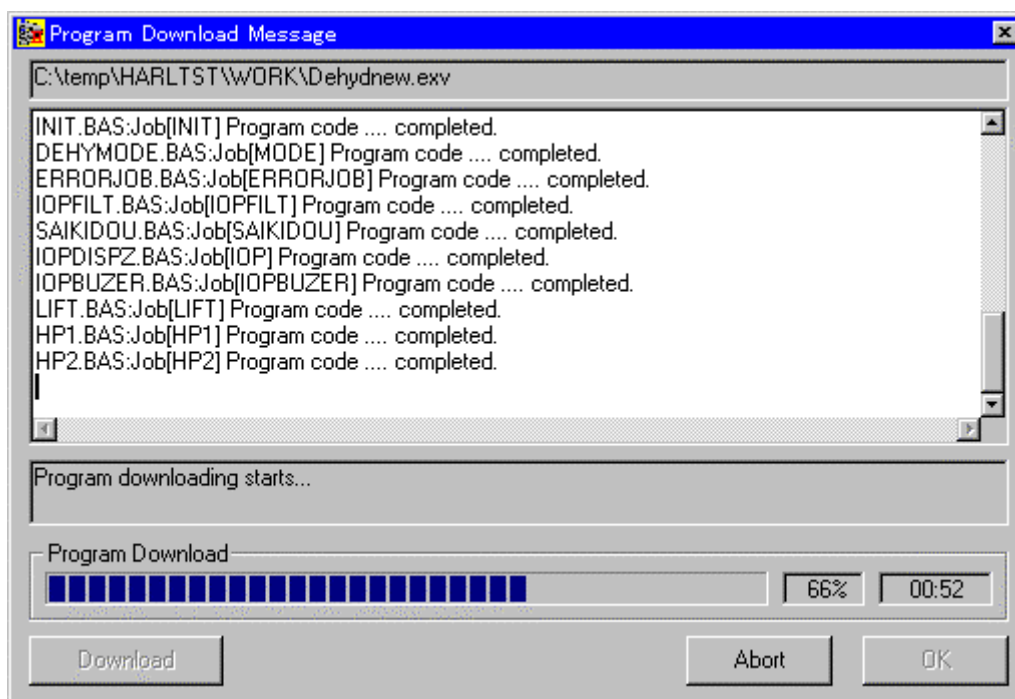 Program Download Message
C:\temp\HARLTST\WORK\Dehydnew.exv
INIT.BAS:Job[INIT] Program code .... completed.
DEHYMODE.BAS:Job[MODE] Program code .... completed.
ERRORJOB.BAS:Job[ERRORJOB] Program code .... completed.
IOPFILT.BAS:Job[IOPFILT] Program code .... completed.
SAIKIDOU.BAS:Job[SAIKIDOU] Program code .... completed.
IOPDISPZ.BAS:Job[IOP] Program code .... completed.
IOPBUZER.BAS:Job[IOPBUZER] Program code .... completed.
LIFT.BAS:Job[LIFT] Program code .... completed.
HP1.BAS:Job[HP1] Program code .... completed.
HP2.BAS:Job[HP2] Program code .... completed.
Program downloading starts...
Program Download
66% 00:52
Download Abort OK